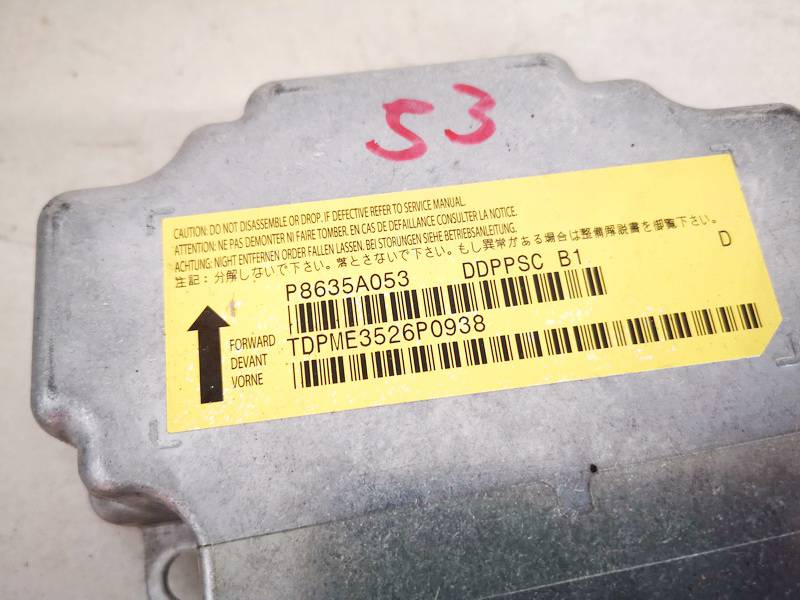 53
CAUTION: DO NOT DISASSEMBLE OR DROP. IF DEFECTIVE REFER TO SERVICE MANUAL.
ATTENTION: NE PAS DEMONTER NI FAIRE TOMBER. EN CAS DE DEFAILLANCE CONSULTER LA NOTICE.
ACHTUNG: NIGHT ENTFERNEN ORDER FALLEN LASSEN. BEI STORUNGEN SIEHE BETRIEBSANLEITUNG.
注記: 分解しないで下さい。落とさないで下さい。もし異常がある場合は整備解説書を御覧下さい。
P8635A053 DDPPSC B1 D
TDPME3526P0938
FORWARD
DEVANT
VORNE